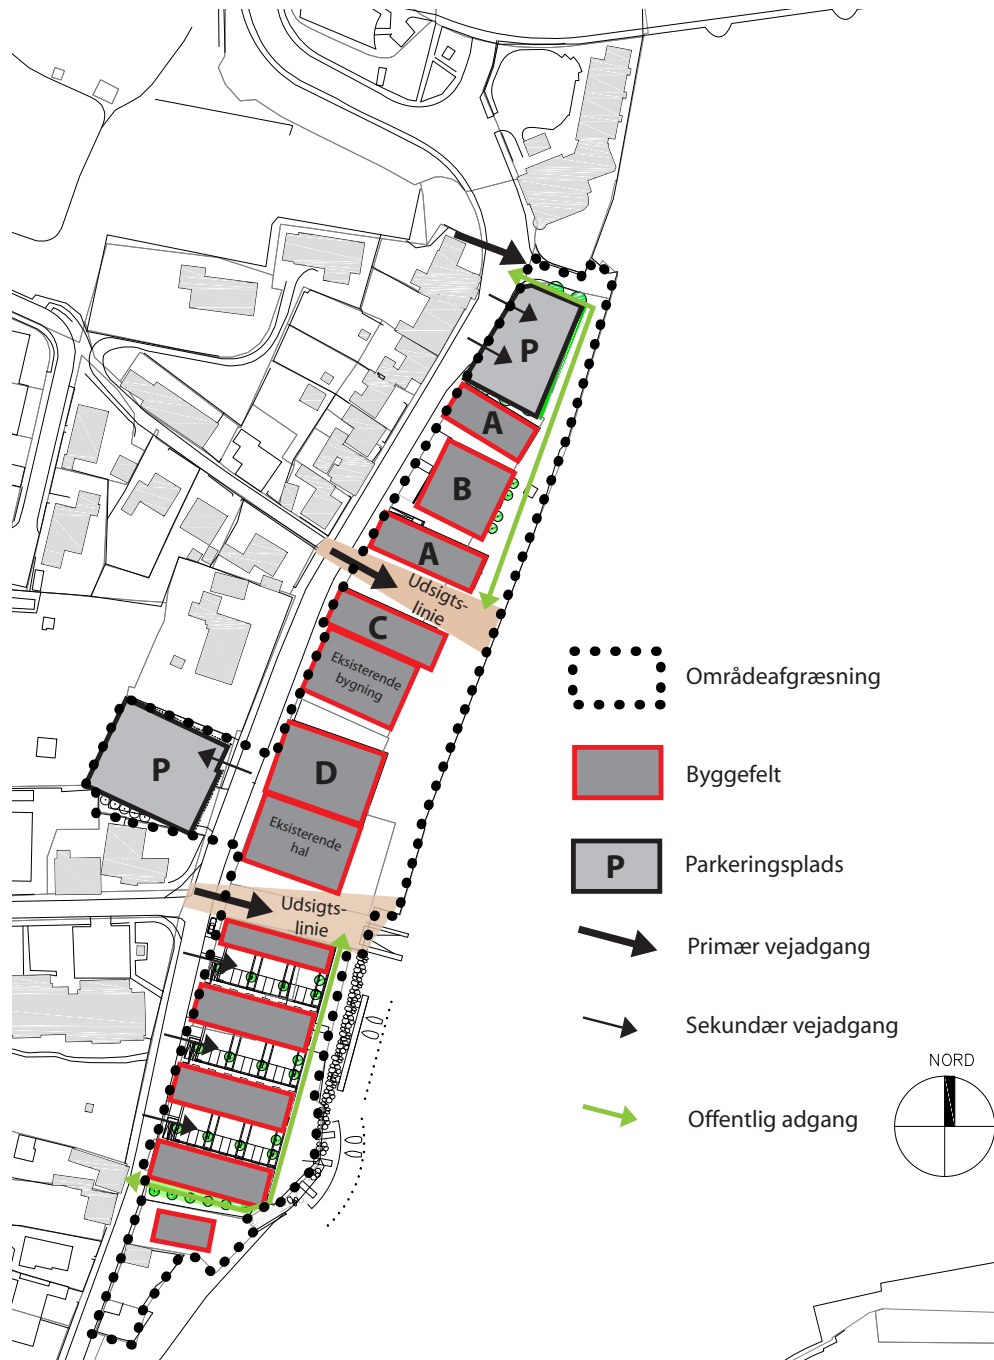 P
A
B
A
Udsigts-
linie
C
Eksisterende
bygning
D
P
Eksisterende
hal
Udsigts-
linie
Områdeafgræsning
Byggefelt
P
Parkeringsplads
Primær vejadgang
Sekundær vejadgang
NORD
Offentlig adgang